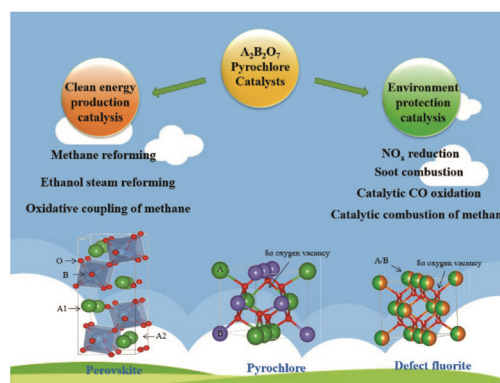 A₂B₂O₇
Pyrochlore
Catalysts
Clean energy
production
catalysis
Environment
protection
catalysis
Methane reforming
Ethanol steam reforming
Oxidative coupling of methane
NOₓ reduction
Soot combustion
Catalytic CO oxidation
Catalytic combustion of methan
O
B
A1
A2
Perovskite
8a oxygen vacancy
A
B
Pyrochlore
A/B
8a oxygen vacancy
Defect fluorite